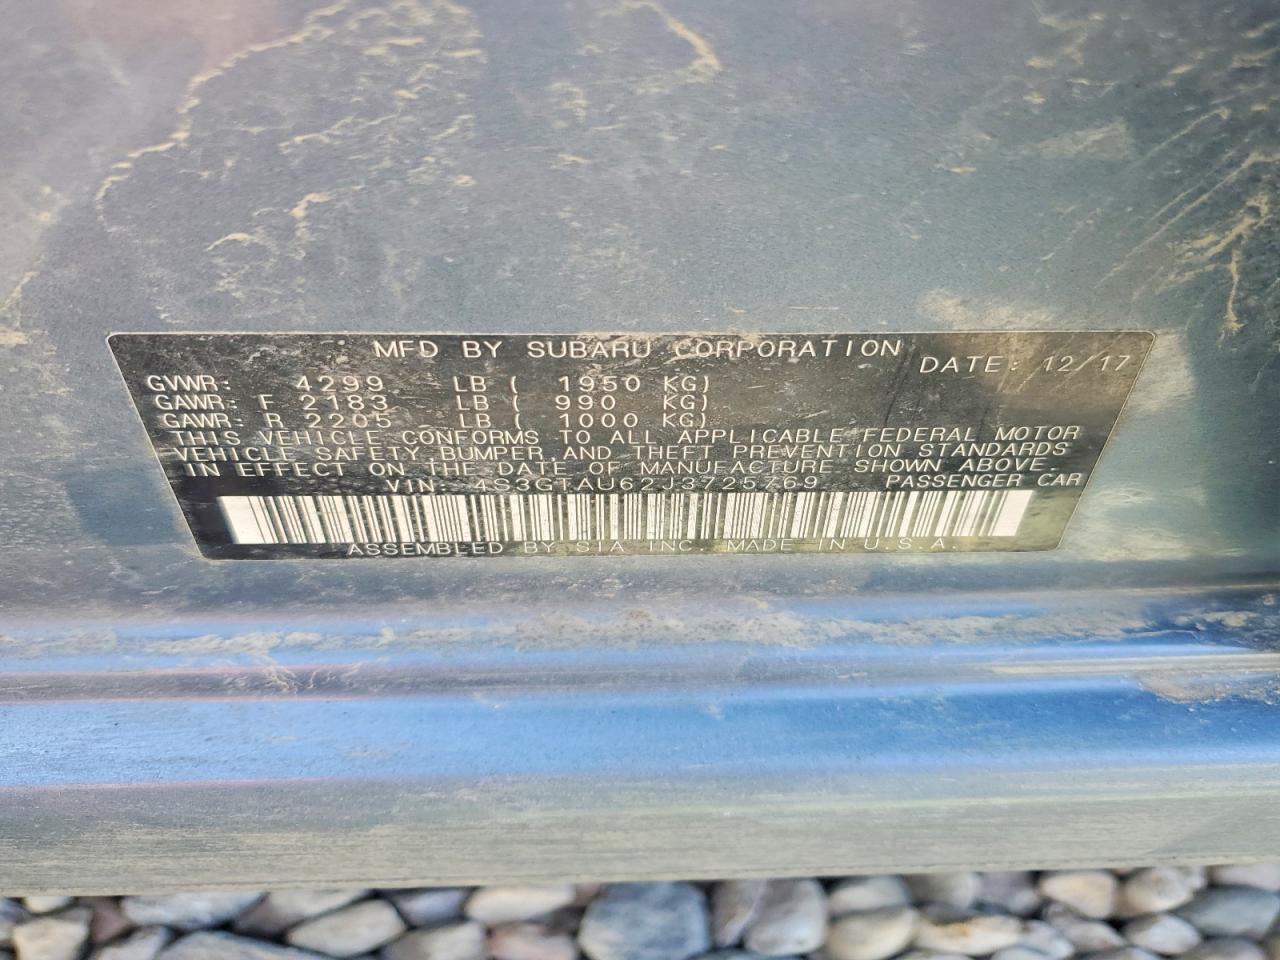 MFD BY SUBARU CORPORATION DATE: 12/17
GVWR: 4299 LB ( 1950 KG)
GAWR: F 2183 LB ( 990 KG)
GAWR: R 2205 LB ( 1000 KG)
THIS VEHICLE CONFORMS TO ALL APPLICABLE FEDERAL MOTOR
VEHICLE SAFETY,BUMPER,AND THEFT PREVENTION STANDARDS
IN EFFECT ON THE DATE OF MANUFACTURE SHOWN ABOVE.
VIN: 4S3GTAU62J3725769 PASSENGER CAR
ASSEMBLED BY SIA INC. MADE IN U.S.A.